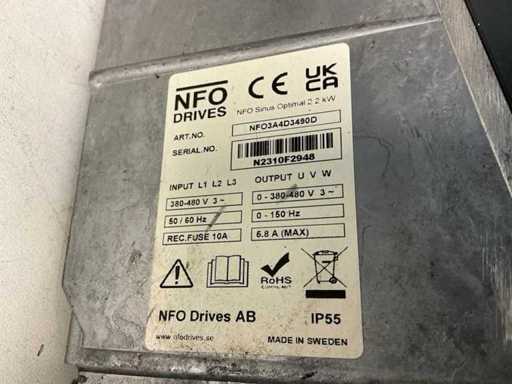 NFO
DRIVES
CE
UK
CA
NFO Sinus Optimal 2.2 kW
ART.NO. NFO3A4D3490D
SERIAL.NO. N2310F2948
INPUT L1 L2 L3 OUTPUT U V W
380-480 V 3~ 0 - 380-480 V 3~
50 / 60 Hz 0 - 150 Hz
REC.FUSE 10A 5.8 A (MAX)
RoHS
COMPLIANT
NFO Drives AB IP55
www.nfodrives.se MADE IN SWEDEN